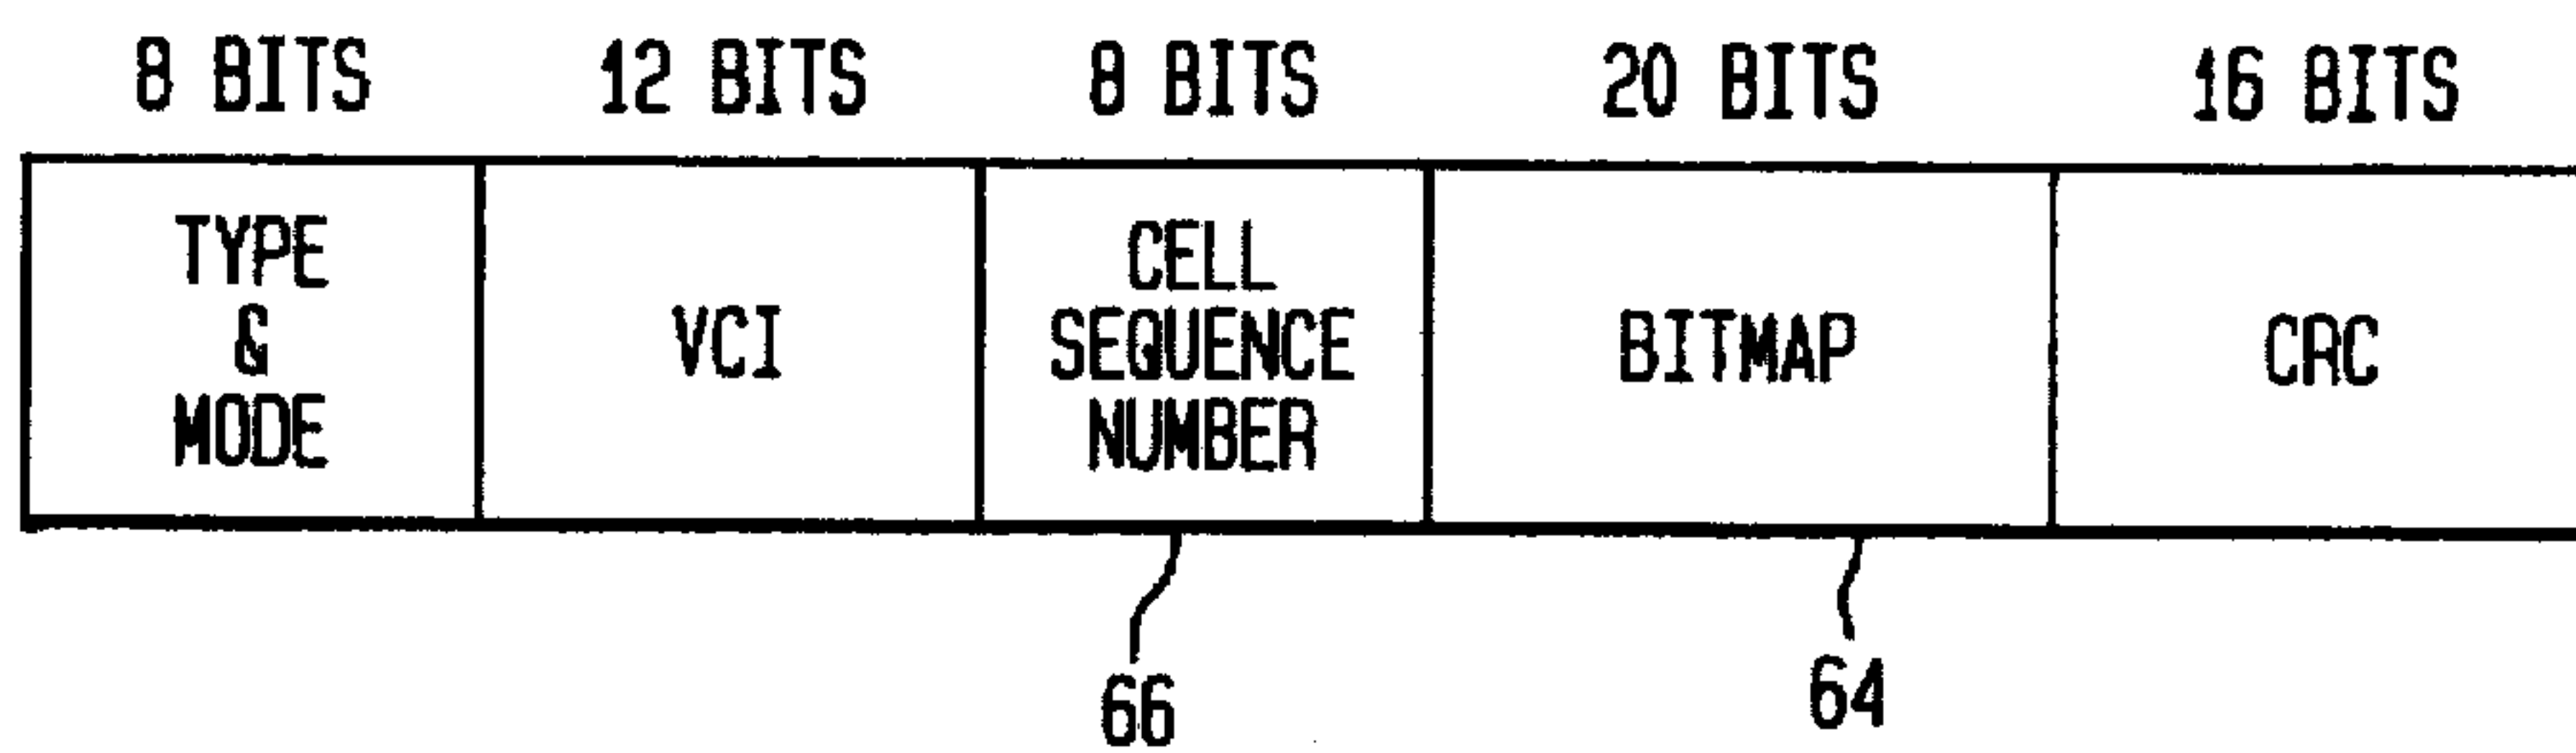 8 BITS 12 BITS 8 BITS 20 BITS 16 BITS
TYPE
&
MODE
VCI
CELL
SEQUENCE
NUMBER
BITMAP
CRC
66
64